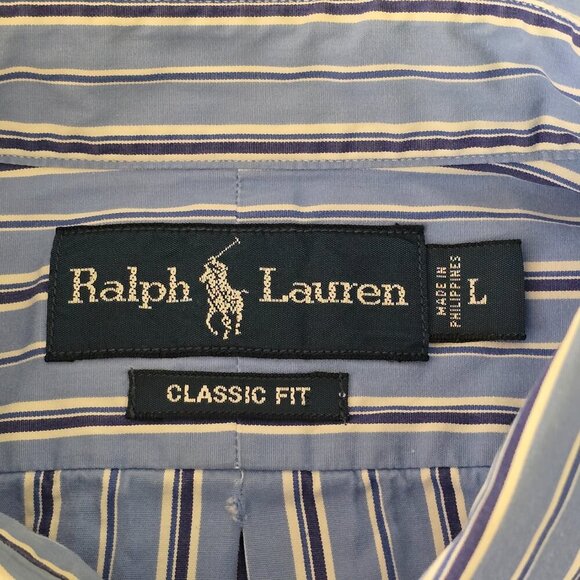 Ralph Lauren
MADE IN
PHILIPPINES
L
CLASSIC FIT